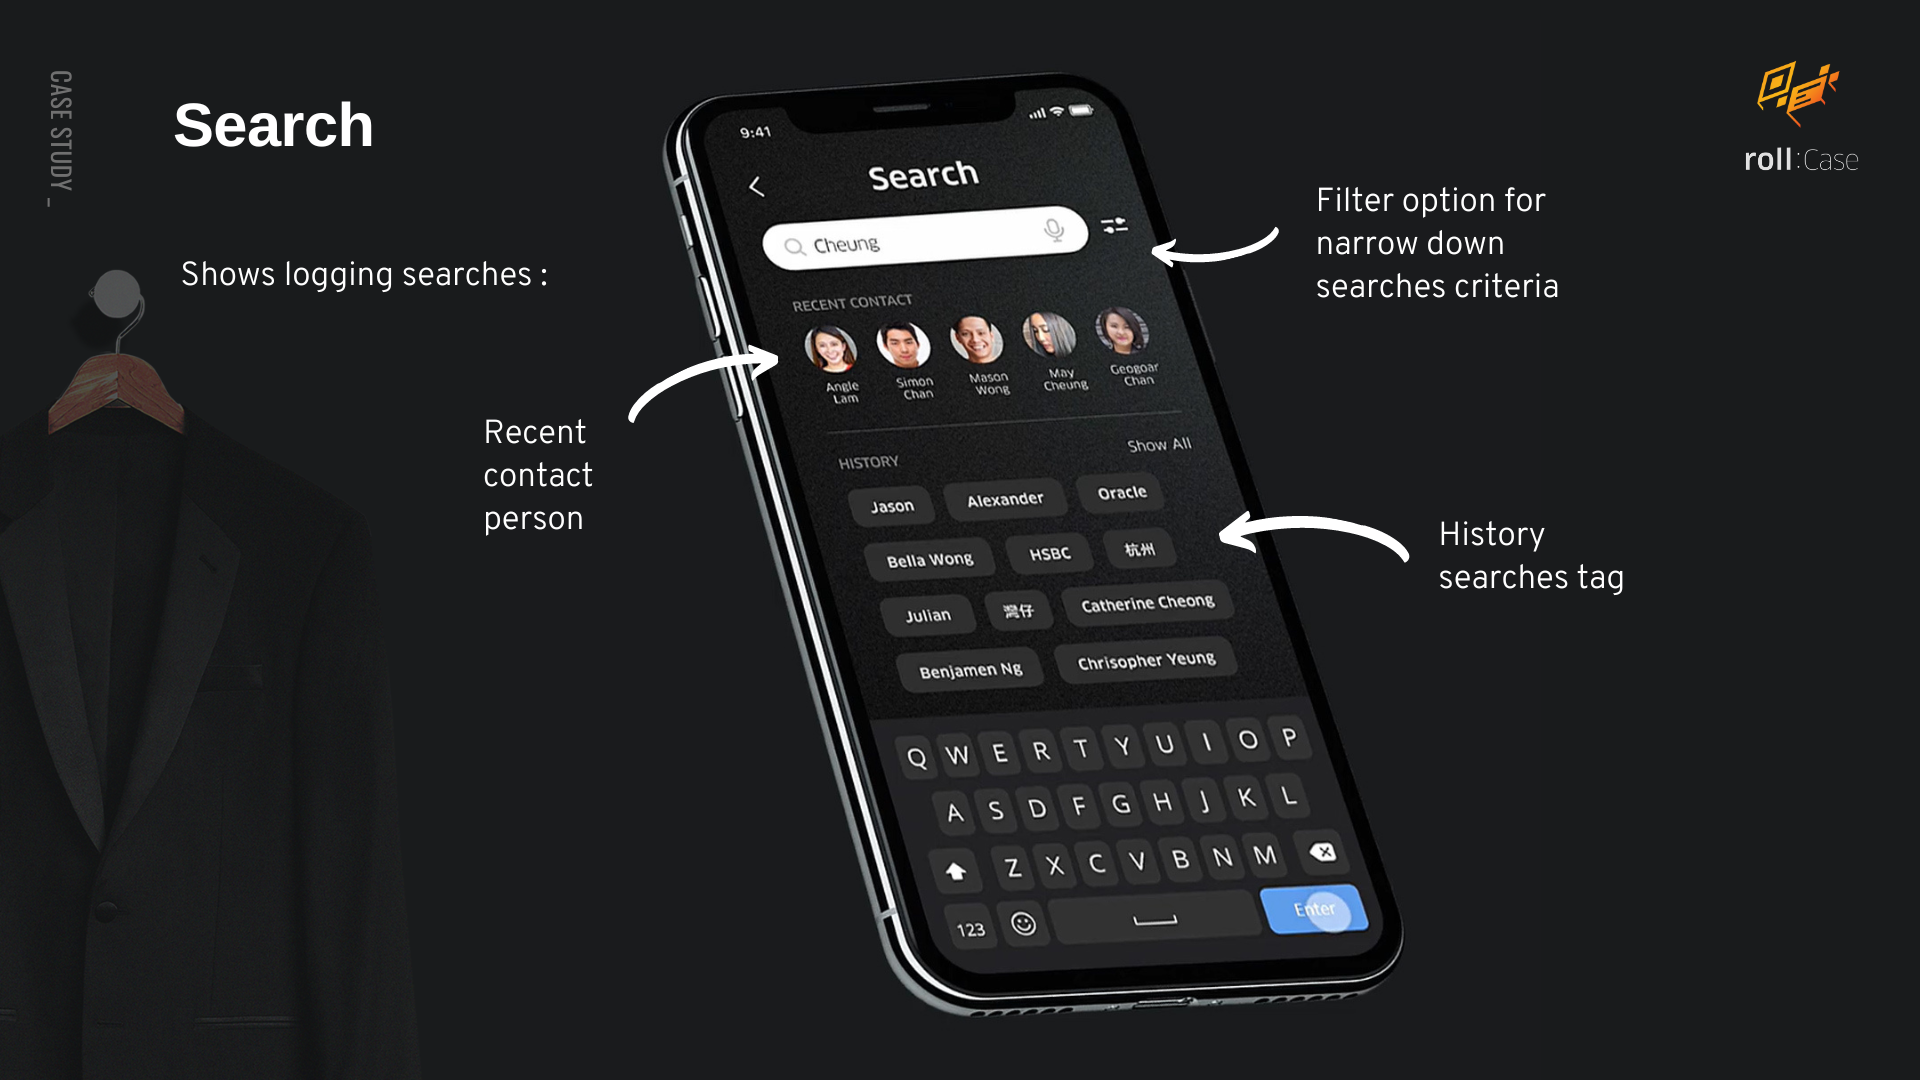 CASE STUDY _
Search
Shows logging searches :
Recent
contact
person
9:41
Search
Cheung
RECENT CONTACT
Angle
Lam
Simon
Chan
Mason
Wong
May
Cheung
Geogoar
Chan
HISTORY
Show All
Jason
Alexander
Oracle
Bella Wong
HSBC
杭州
Julian
灣仔
Catherine Cheong
Benjamen Ng
Chrisopher Yeung
Q W E R T Y U I O P
A S D F G H J K L
Z X C V B N M
123
Enter
Filter option for
narrow down
searches criteria
History
searches tag
roll:Case